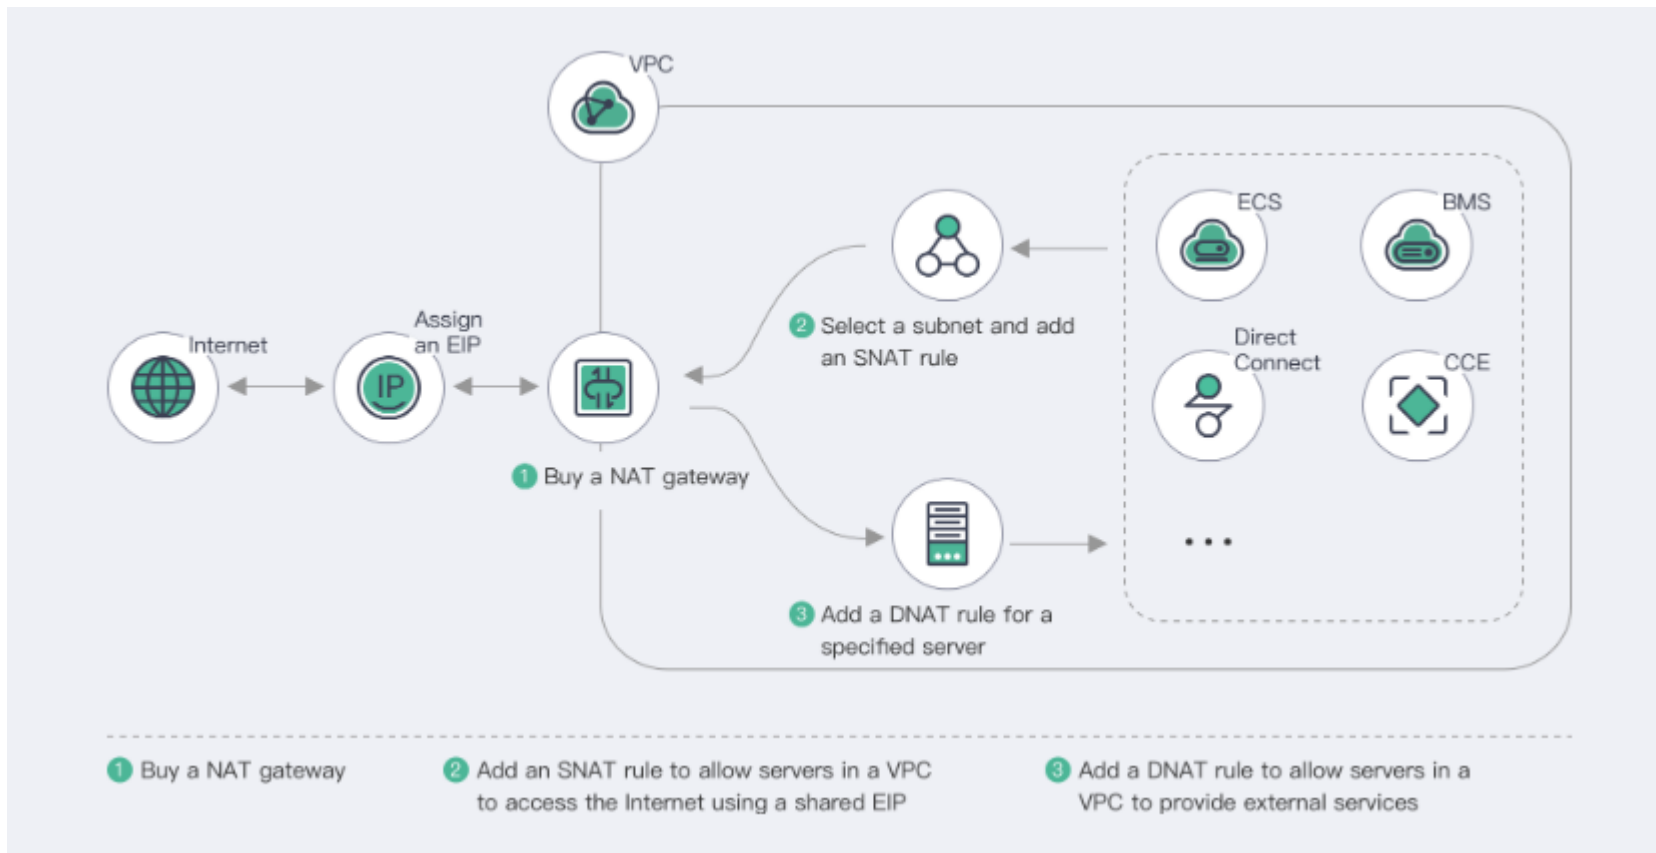 VPC
ECS
BMS
Assign
an EIP
Internet
IP
2 Select a subnet and add
an SNAT rule
Direct
Connect
CCE
1 Buy a NAT gateway
...
3 Add a DNAT rule for a
specified server
1 Buy a NAT gateway
2 Add an SNAT rule to allow servers in a VPC
to access the Internet using a shared EIP
3 Add a DNAT rule to allow servers in a
VPC to provide external services